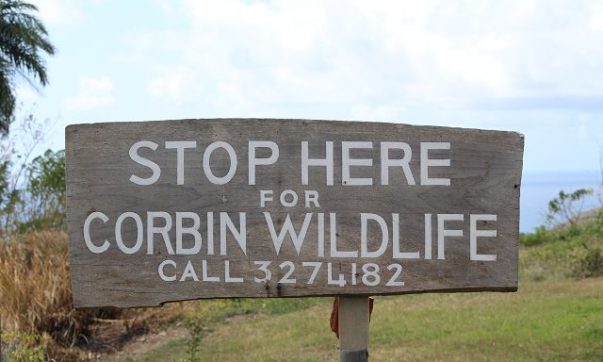 STOP HERE
FOR
CORBIN WILDLIFE
CALL 3274182